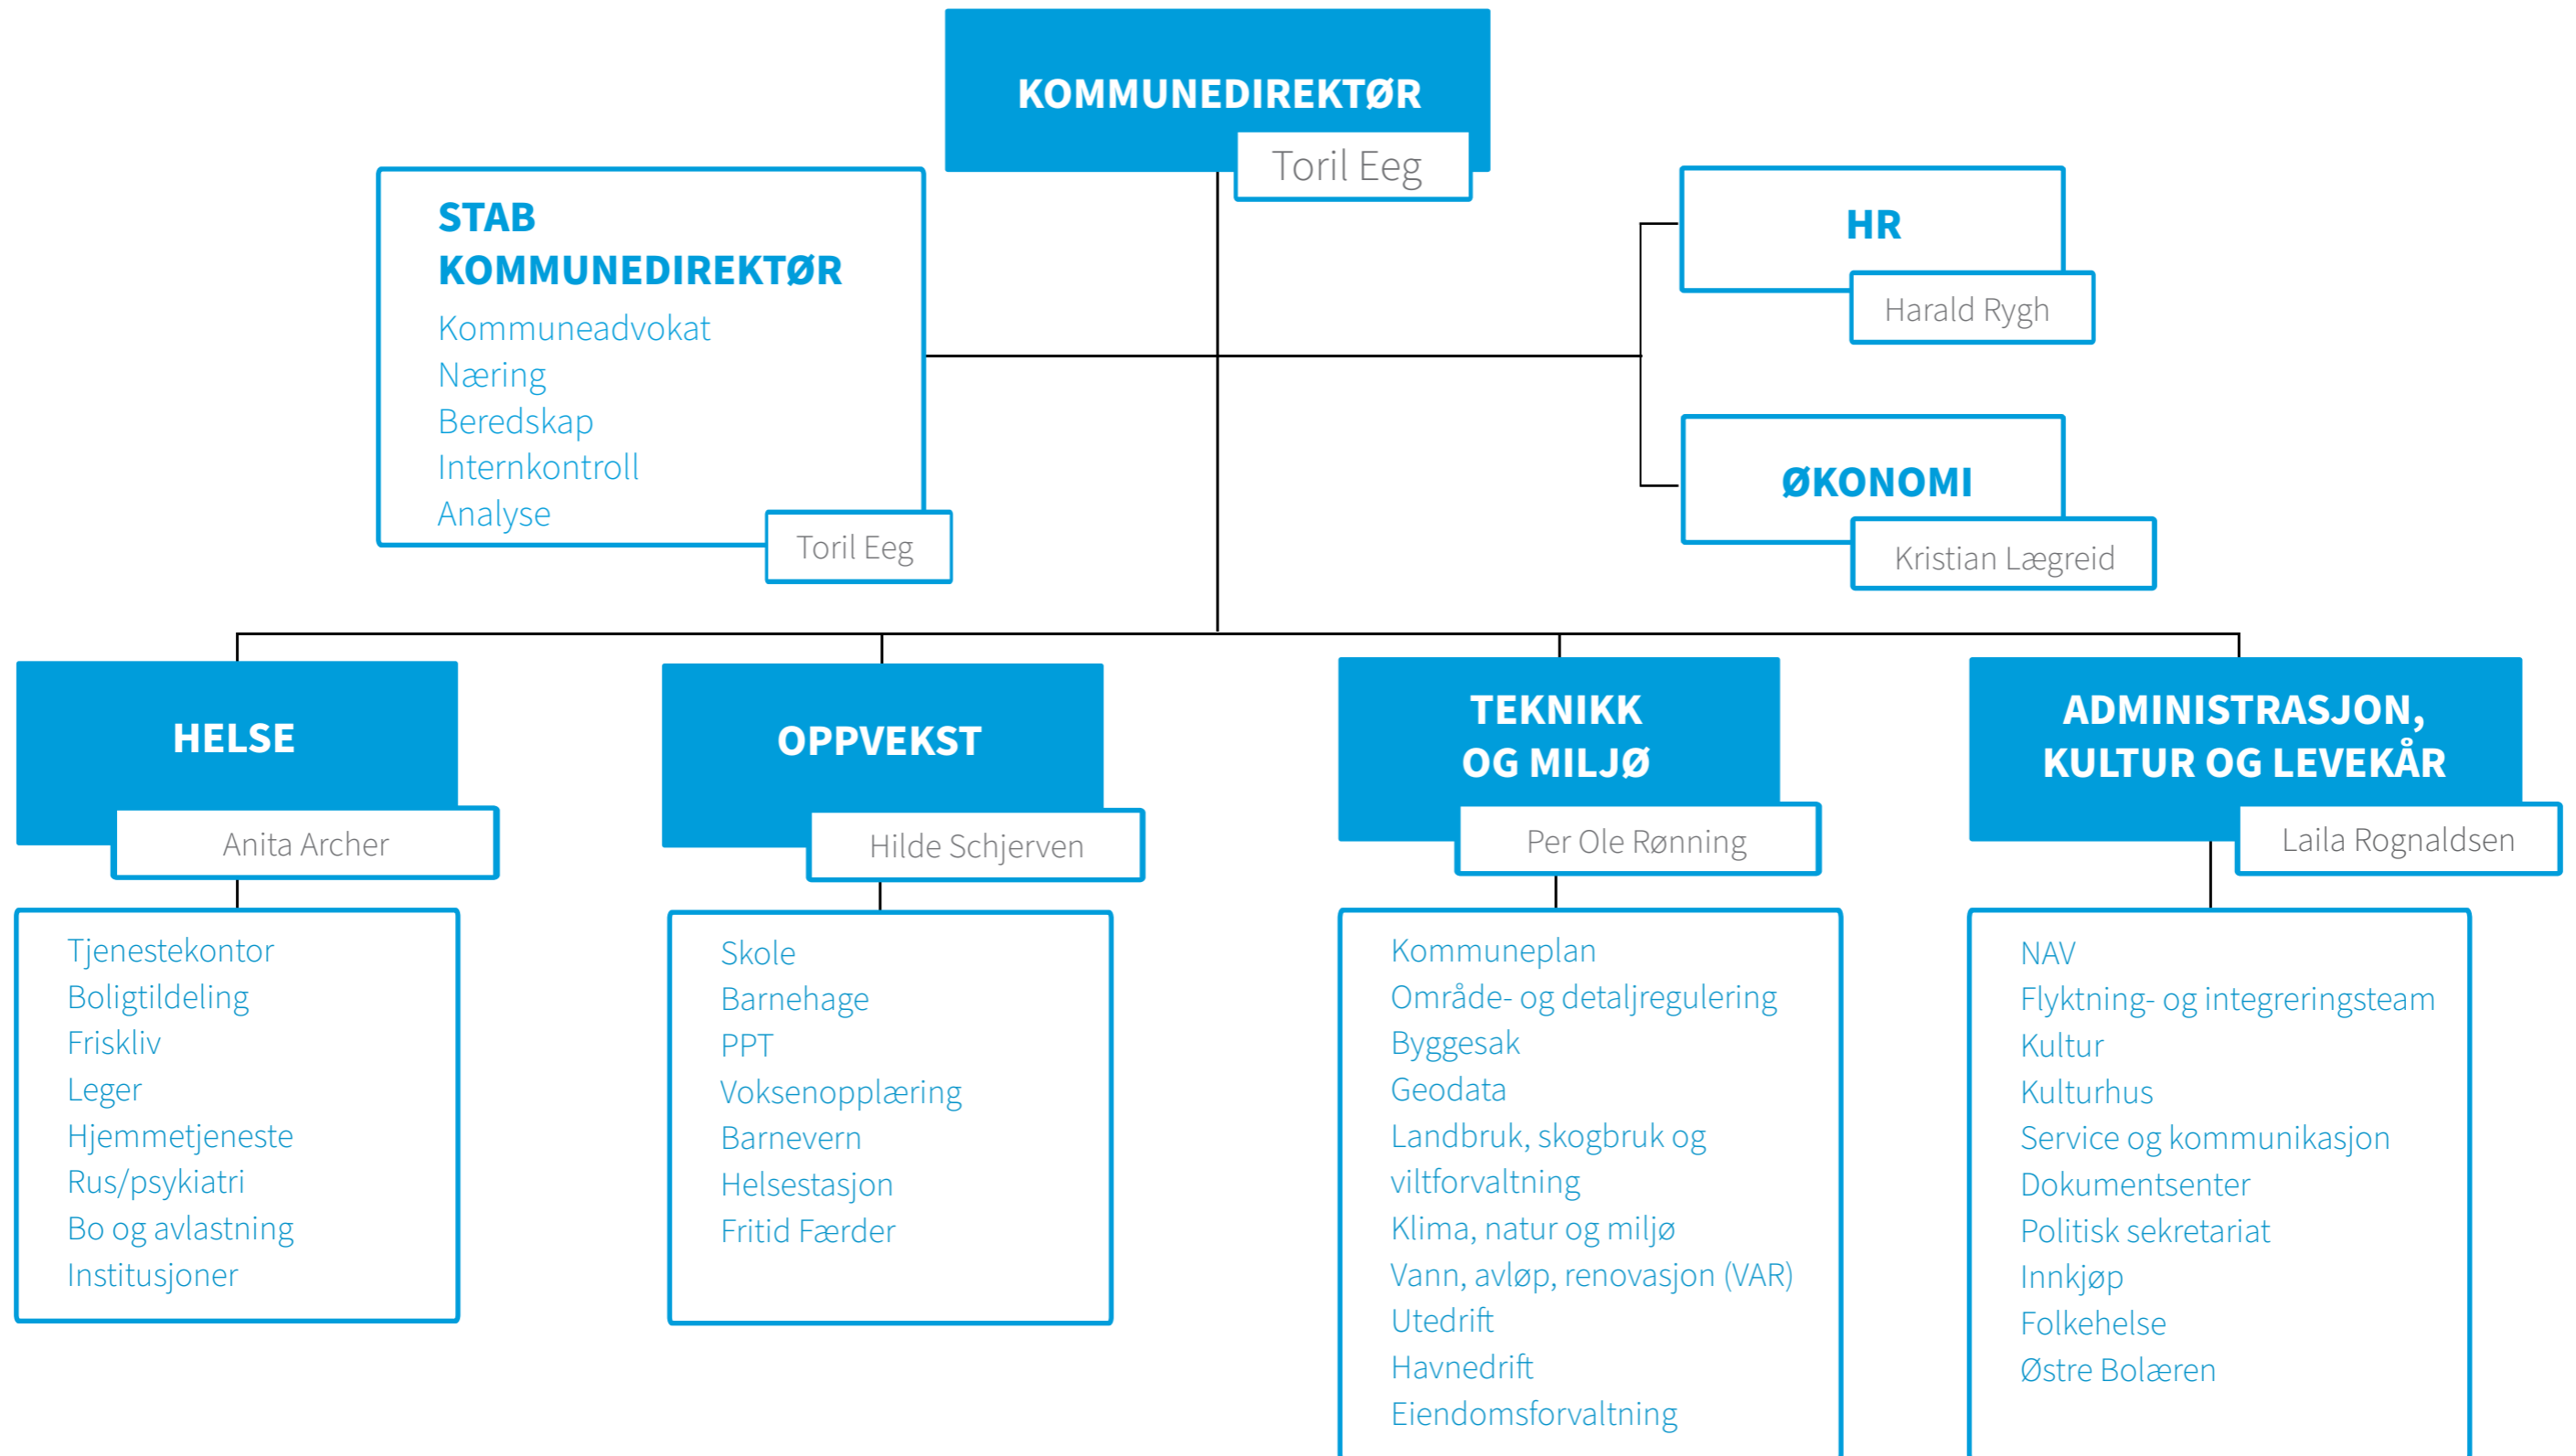 KOMMUNEDIREKTØR
Toril Eeg
STAB
KOMMUNEDIREKTØR
Kommuneadvokat
Næring
Beredskap
Internkontroll
Analyse
Toril Eeg
HR
Harald Rygh
ØKONOMI
Kristian Lægreid
HELSE
Anita Archer
Tjenestekontor
Boligtildeling
Friskliv
Leger
Hjemmetjeneste
Rus/psykiatri
Bo og avlastning
Institusjoner
OPPVEKST
Hilde Schjerven
Skole
Barnehage
PPT
Voksenopplæring
Barnevern
Helsestasjon
Fritid Færder
TEKNIKK
OG MILJØ
Per Ole Rønning
Kommuneplan
Område- og detaljregulering
Byggesak
Geodata
Landbruk, skogbruk og
viltforvaltning
Klima, natur og miljø
Vann, avløp, renovasjon (VAR)
Utedrift
Havnedrift
Eiendomsforvaltning
ADMINISTRASJON,
KULTUR OG LEVEKÅR
Laila Rognaldsen
NAV
Flyktning- og integreringsteam
Kultur
Kulturhus
Service og kommunikasjon
Dokumentsenter
Politisk sekretariat
Innkjøp
Folkehelse
Østre Bolæren